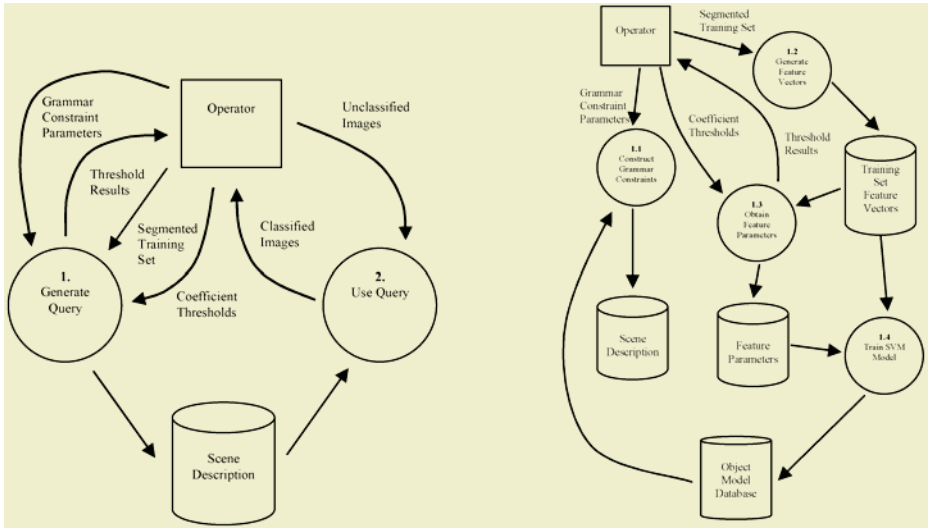 Grammar
Constraint
Parameters
Operator
Unclassified
Images
Threshold
Results
Segmented
Training
Set
Classified
Images
1.
Generate
Query
Coefficient
Thresholds
2.
Use Query
Scene
Description
Operator
Segmented
Training Set
1.2
Generate
Feature
Vectors
Grammar
Constraint
Parameters
Coefficient
Thresholds
Threshold
Results
1.1
Construct
Grammar
Constraints
Training
Set
Feature
Vectors
1.3
Obtain
Feature
Parameters
Scene
Description
Feature
Parameters
1.4
Train SVM
Model
Object
Model
Database